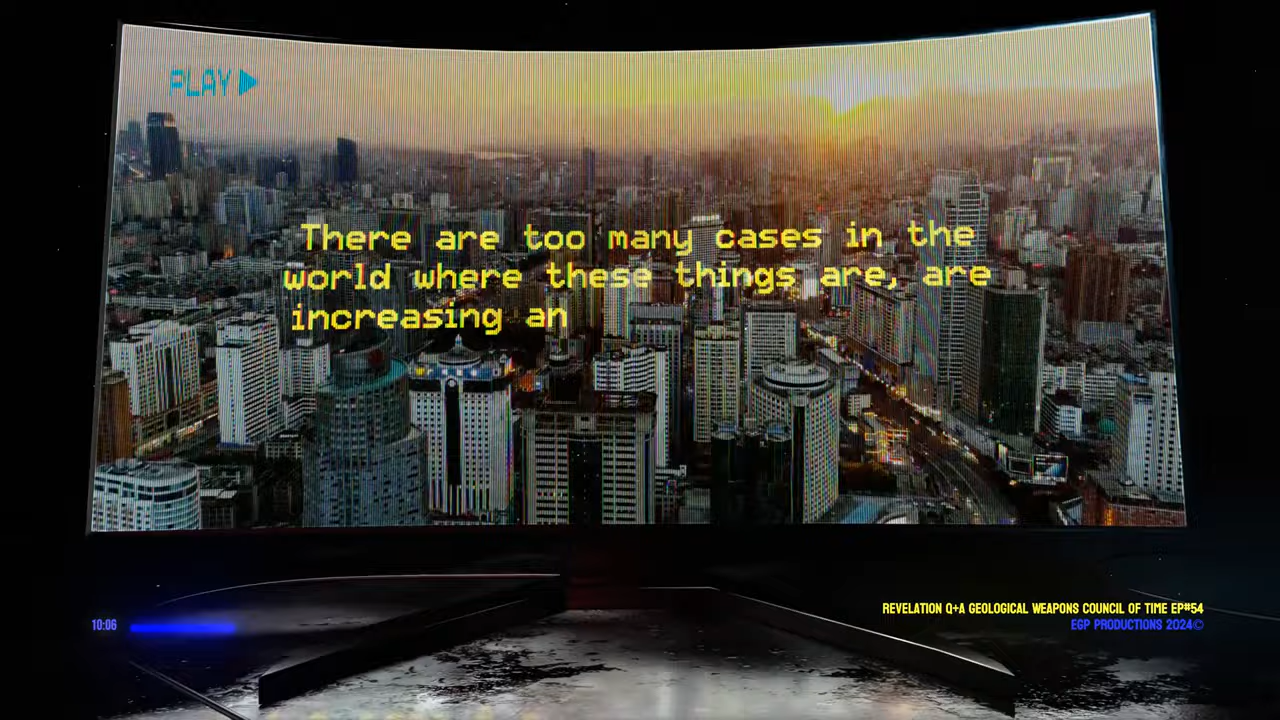 PLAY
There are too many cases in the
world where these things are, are
increasing an
10:06
REVELATION Q+A GEOLOGICAL WEAPONS COUNCIL OF TIME EP#54
EGP PRODUCTIONS 2024©